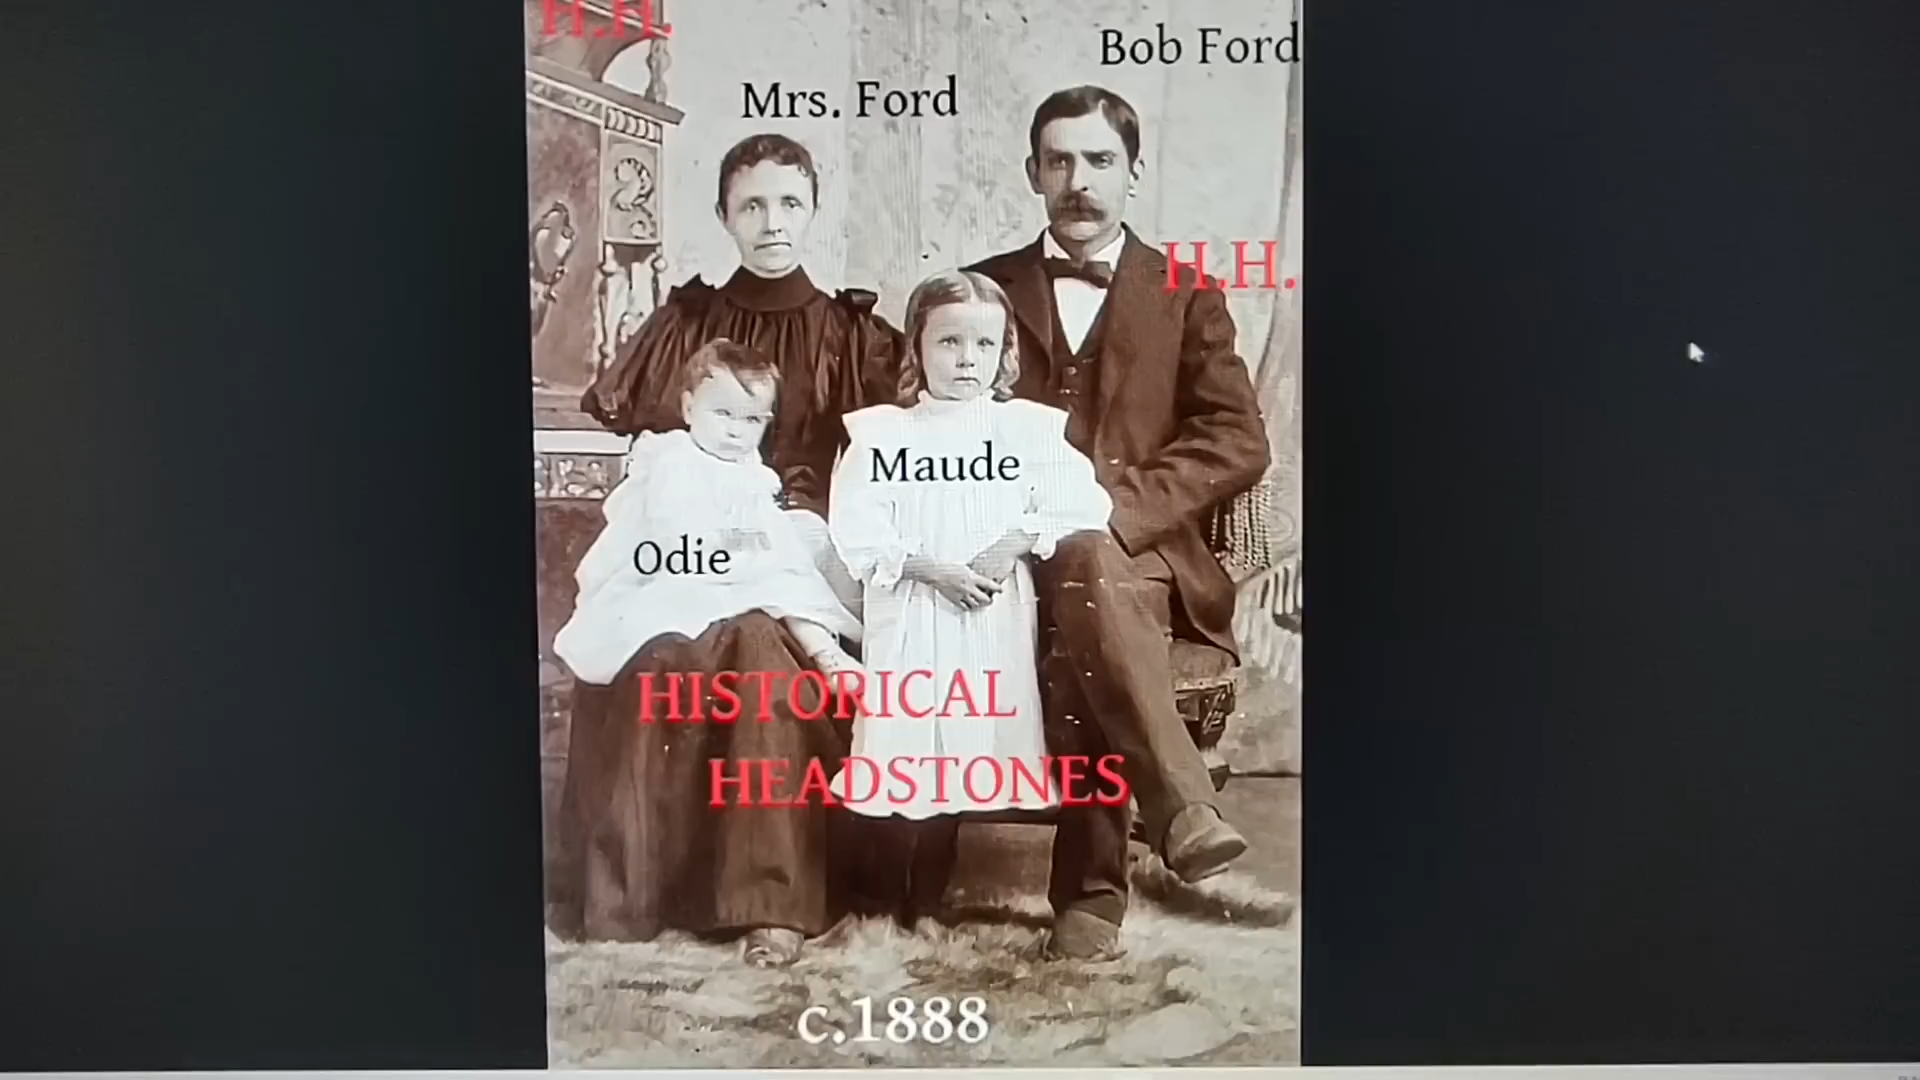 H.H.
Bob Ford
Mrs. Ford
H.H.
Maude
Odie
HISTORICAL
HEADSTONES
c.1888